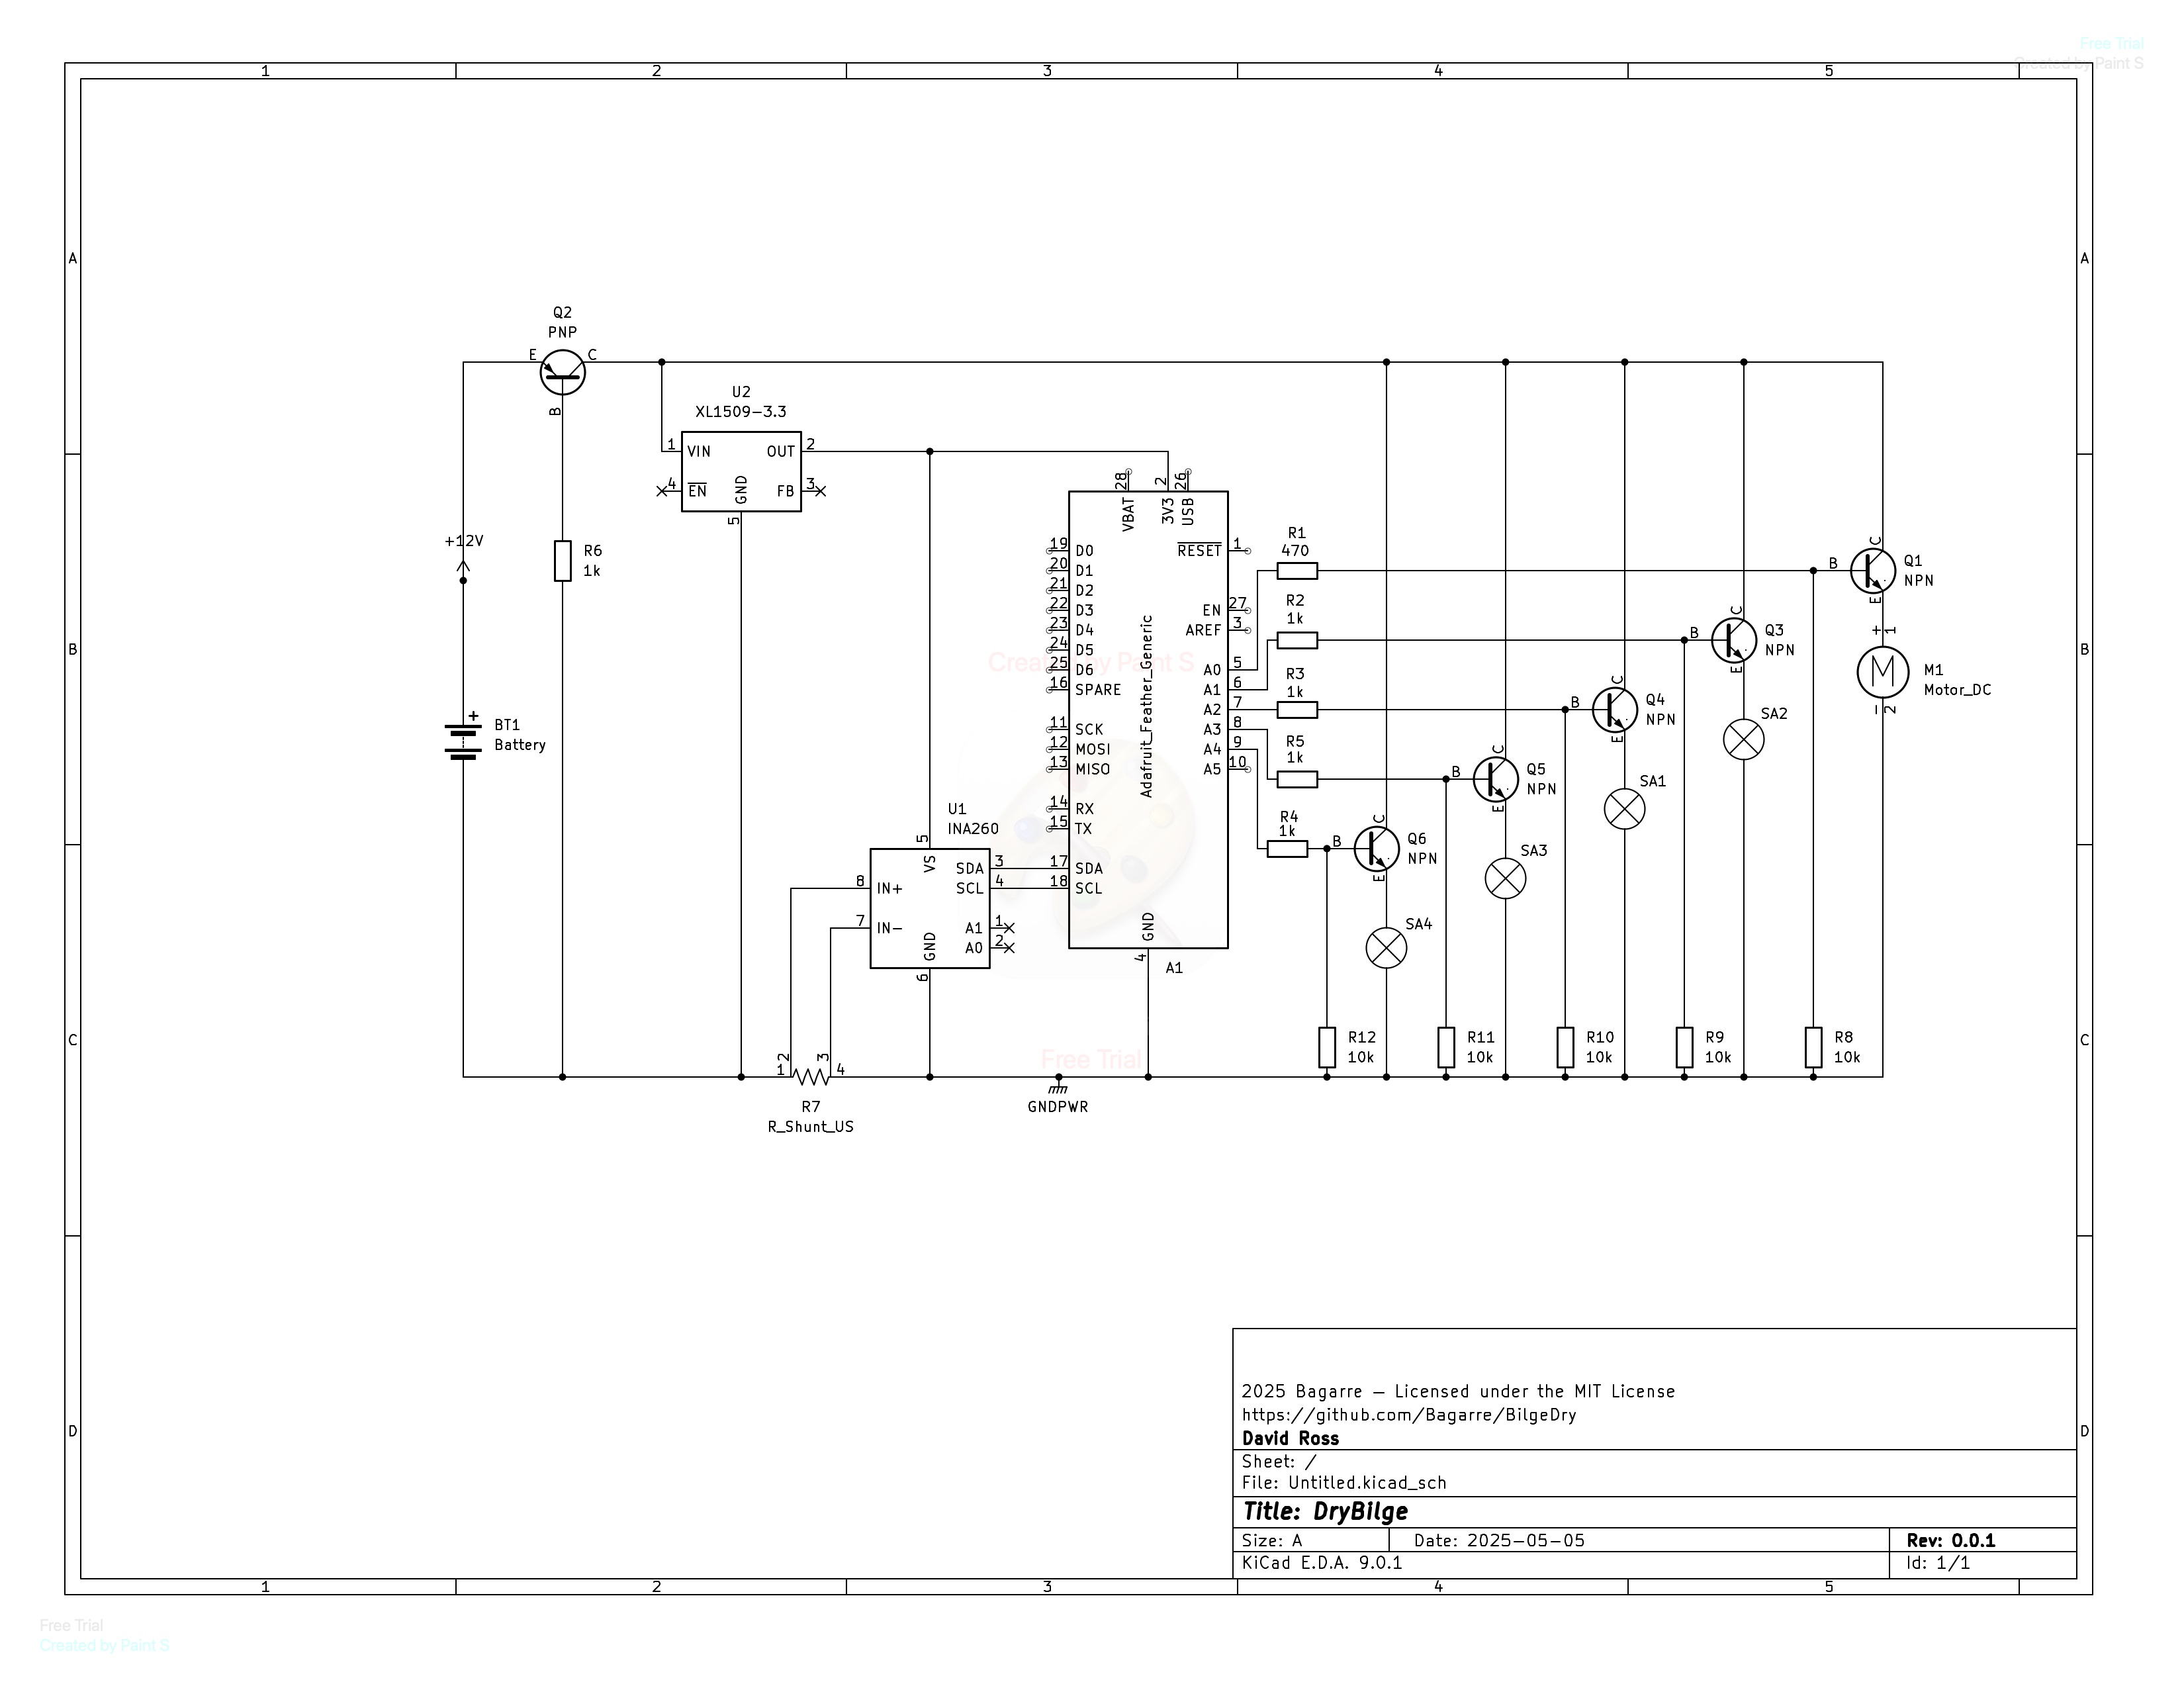 Free Trial
Created by Paint S
1 2 3 4 5
A A
Q2
PNP
E C
B
U2
XL1509-3.3
1 VIN OUT 2
4 EN FB 3
GND
5
+12V
R6
1k
BT1
+
Battery
28 2 26
VBAT 3V3 USB
19 D0 RESET 1
20 D1
21 D2
22 D3 EN 27
23 D4 AREF 3
24 D5
25 D6 A0 5
16 SPARE A1 6
A2 7
11 SCK A3 8
12 MOSI A4 9
13 MISO A5 10
14 RX
15 TX
17 SDA
18 SCL
GND
4
Adafruit_Feather_Generic
A1
Created by Paint S
Free Trial
U1
INA260
5
VS
SDA 3
8 IN+ SCL 4
7 IN- A1 1
A0 2
GND
6
R1
470
R2
1k
R3
1k
R5
1k
R4
1k
B C E
Q1
NPN
B C E
Q3
NPN
B C E
Q4
NPN
B C E
Q5
NPN
B C E
Q6
NPN
+ 1
M
M1
Motor_DC
- 2
SA2
SA1
SA3
SA4
B B
C C
R12
10k
R11
10k
R10
10k
R9
10k
R8
10k
1 2 3 4
R7
R_Shunt_US
GNDPWR
D D
2025 Bagarre — Licensed under the MIT License
https://github.com/Bagarre/BilgeDry
David Ross
Sheet: /
File: Untitled.kicad_sch
Title: DryBilge
Size: A Date: 2025-05-05 Rev: 0.0.1
KiCad E.D.A. 9.0.1 Id: 1/1
1 2 3 4 5
Free Trial
Created by Paint S